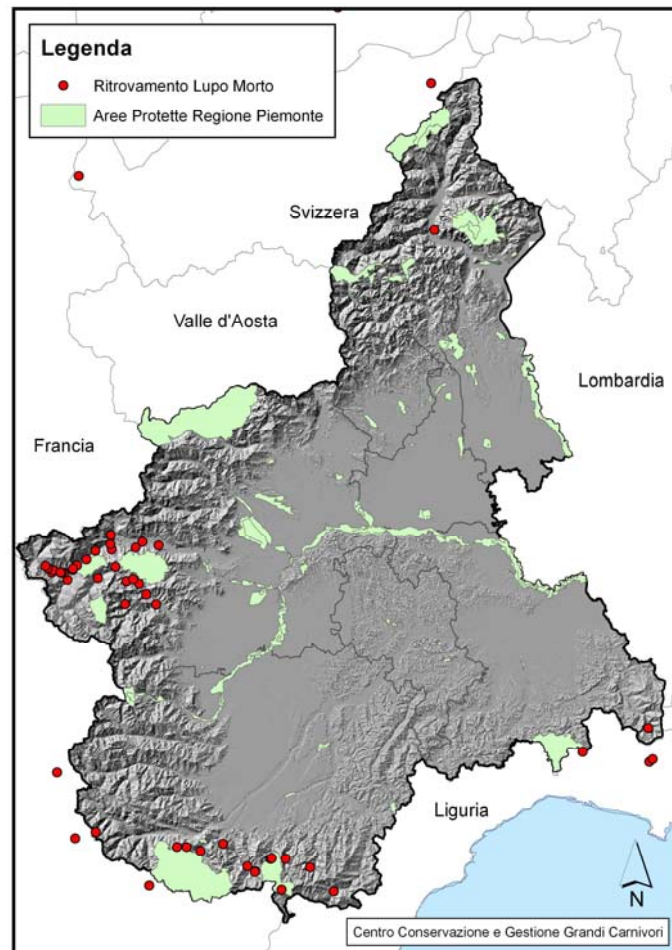 Legenda
Ritrovamento Lupo Morto
Aree Protette Regione Piemonte
Svizzera
Valle d'Aosta
Lombardia
Francia
Liguria
N
Centro Conservazione e Gestione Grandi Carnivori